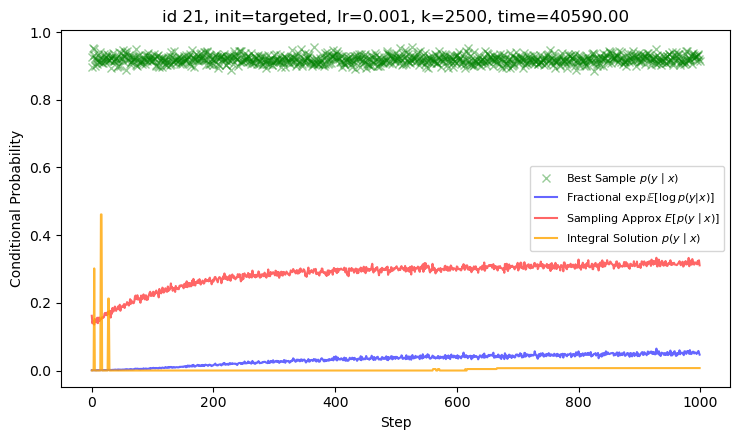 id 21, init=targeted, lr=0.001, k=2500, time=40590.00
Conditional Probability
1.0
0.8
0.6
0.4
0.2
0.0
Best Sample p(y | x)
Fractional exp𝔼[log p(y|x)]
Sampling Approx E[p(y | x)]
Integral Solution p(y | x)
0 200 400 600 800 1000
Step